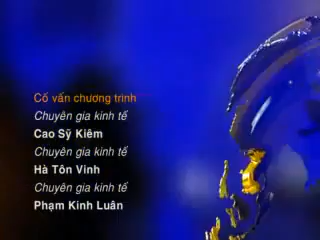 Cố vấn chương trình
Chuyên gia kinh tế
Cao Sỹ Kiêm
Chuyên gia kinh tế
Hà Tôn Vinh
Chuyên gia kinh tế
Phạm Kinh Luân